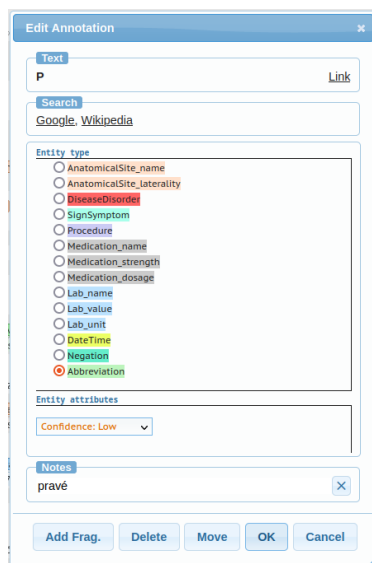 Edit Annotation
Text
P Link
Search
Google, Wikipedia
Entity type
AnatomicalSite_name
AnatomicalSite_laterality
DiseaseDisorder
SignSymptom
Procedure
Medication_name
Medication_strength
Medication_dosage
Lab_name
Lab_value
Lab_unit
DateTime
Negation
Abbreviation
Entity attributes
Confidence: Low
Notes
pravé
Add Frag. Delete Move OK Cancel